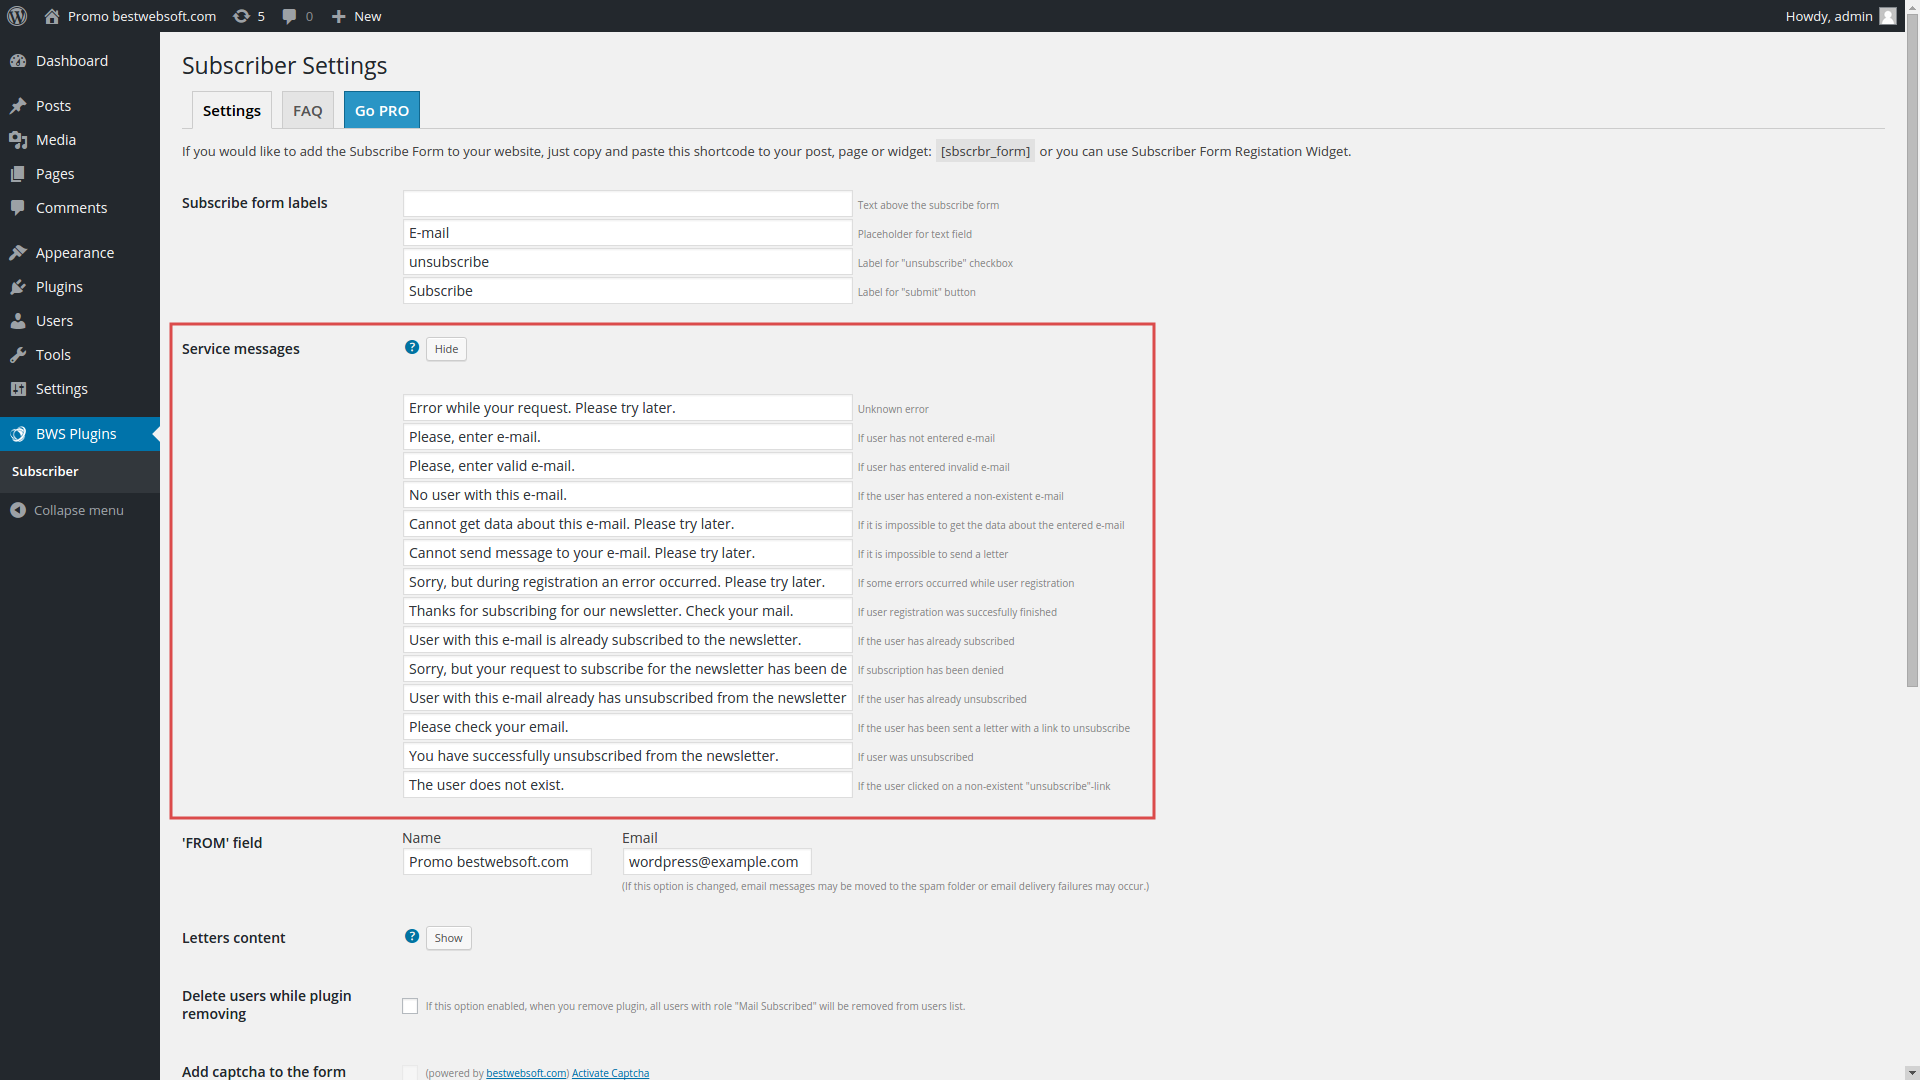 Promo bestwebsoft.com 5 0 New Howdy, admin
Dashboard
Posts
Media
Pages
Comments
Appearance
Plugins
Users
Tools
Settings
BWS Plugins
Subscriber
Collapse menu
Subscriber Settings
Settings FAQ Go PRO
If you would like to add the Subscribe Form to your website, just copy and paste this shortcode to your post, page or widget: [sbscrbr_form] or you can use Subscriber Form Registation Widget.
Subscribe form labels
Text above the subscribe form
E-mail Placeholder for text field
unsubscribe Label for "unsubscribe" checkbox
Subscribe Label for "submit" button
Service messages ? Hide
Error while your request. Please try later. Unknown error
Please, enter e-mail. If user has not entered e-mail
Please, enter valid e-mail. If user has entered invalid e-mail
No user with this e-mail. If the user has entered a non-existent e-mail
Cannot get data about this e-mail. Please try later. If it is impossible to get the data about the entered e-mail
Cannot send message to your e-mail. Please try later. If it is impossible to send a letter
Sorry, but during registration an error occurred. Please try later. If some errors occurred while user registration
Thanks for subscribing for our newsletter. Check your mail. If user registration was succesfully finished
User with this e-mail is already subscribed to the newsletter. If the user has already subscribed
Sorry, but your request to subscribe for the newsletter has been de If subscription has been denied
User with this e-mail already has unsubscribed from the newsletter If the user has already unsubscribed
Please check your email. If the user has been sent a letter with a link to unsubscribe
You have successfully unsubscribed from the newsletter. If user was unsubscribed
The user does not exist. If the user clicked on a non-existent "unsubscribe"-link
'FROM' field Name Email
Promo bestwebsoft.com wordpress@example.com
(If this option is changed, email messages may be moved to the spam folder or email delivery failures may occur.)
Letters content ? Show
Delete users while plugin
removing
If this option enabled, when you remove plugin, all users with role "Mail Subscribed" will be removed from users list.
Add captcha to the form (powered by bestwebsoft.com) Activate Captcha